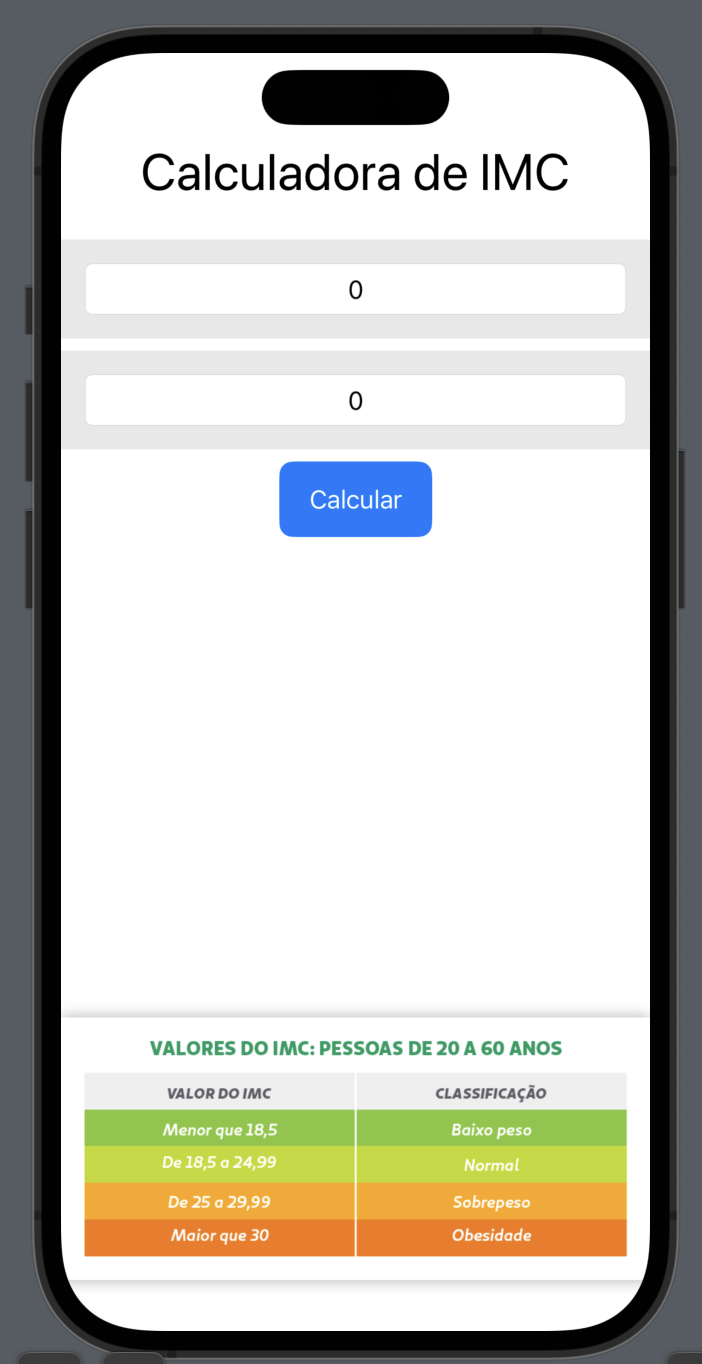 Calculadora de IMC
0
0
Calcular
VALORES DO IMC: PESSOAS DE 20 A 60 ANOS
VALOR DO IMC CLASSIFICAÇÃO
Menor que 18,5 Baixo peso
De 18,5 a 24,99 Normal
De 25 a 29,99 Sobrepeso
Maior que 30 Obesidade